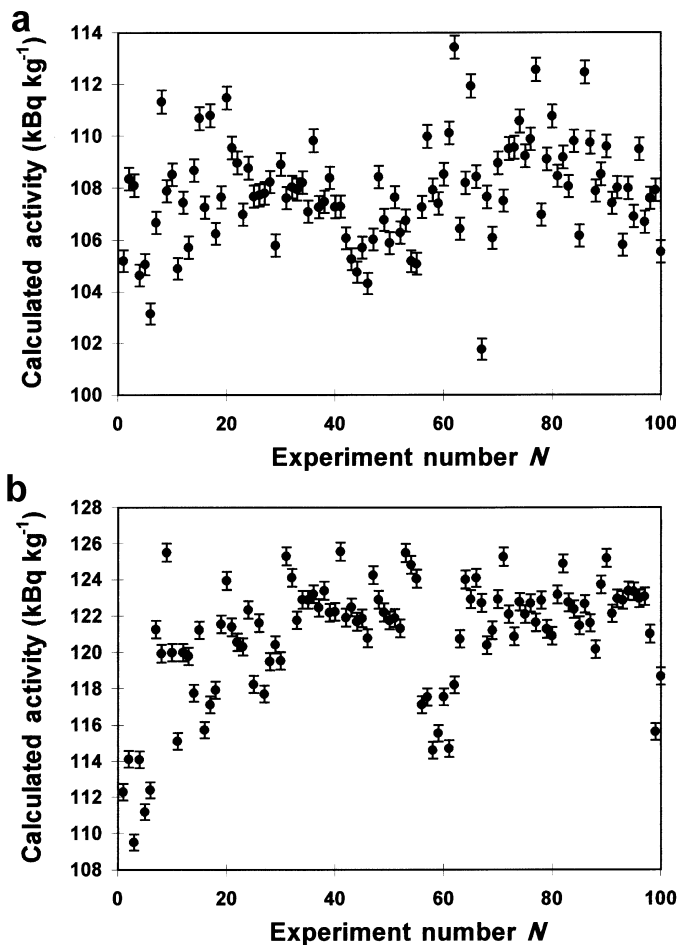 a
Calculated activity (kBq kg-1)
114
112
110
108
106
104
102
100
0 20 40 60 80 100
Experiment number N
b
Calculated activity (kBq kg-1)
128
126
124
122
120
118
116
114
112
110
108
0 20 40 60 80 100
Experiment number N